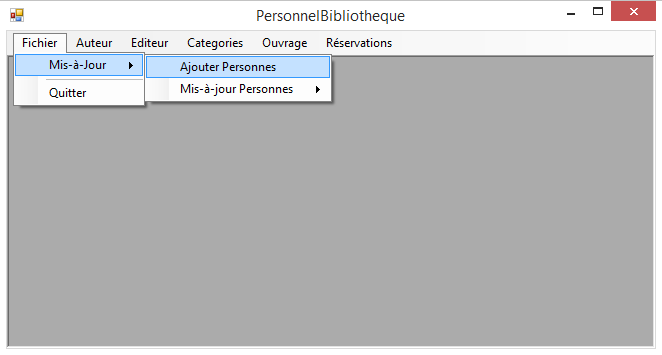 PersonnelBibliotheque
Fichier Auteur Editeur Categories Ouvrage Réservations
Mis-à-Jour Ajouter Personnes
Mis-à-jour Personnes
Quitter